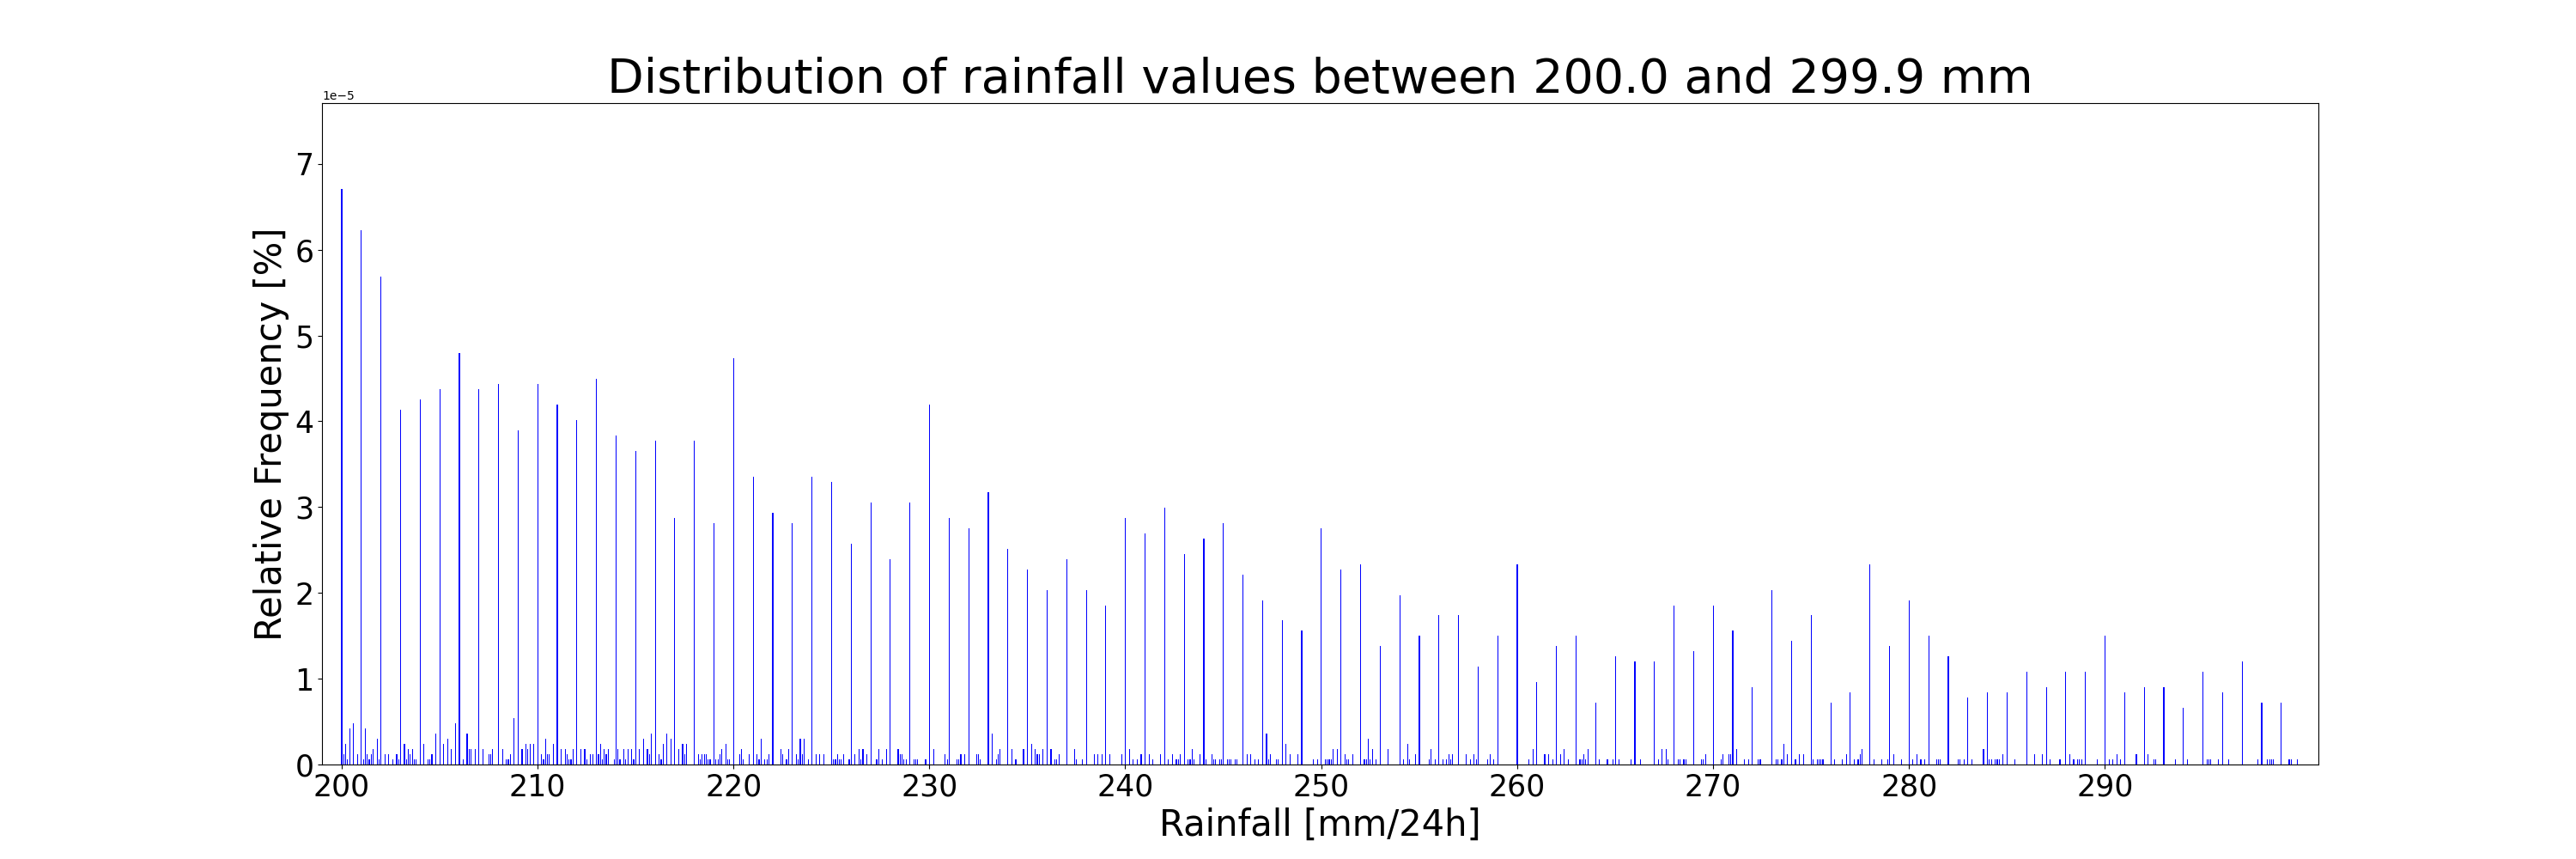 Distribution of rainfall values between 200.0 and 299.9 mm
1e−5
7
6
5
4
3
2
1
0
Relative Frequency [%]
200 210 220 230 240 250 260 270 280 290
Rainfall [mm/24h]